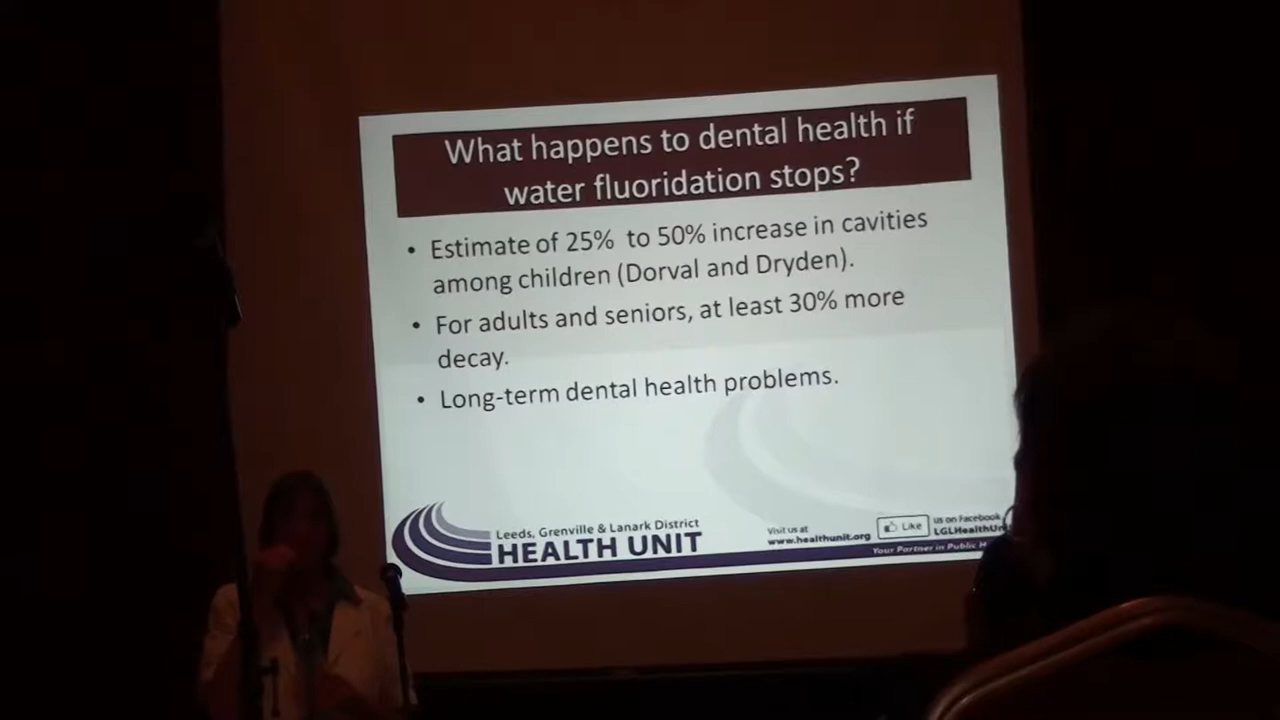 What happens to dental health if
water fluoridation stops?
• Estimate of 25% to 50% increase in cavities
among children (Dorval and Dryden).
• For adults and seniors, at least 30% more
decay.
• Long-term dental health problems.
Leeds, Grenville & Lanark District
HEALTH UNIT
Visit us at
www.healthunit.org
Like
us on Facebook
Your Partner in Public